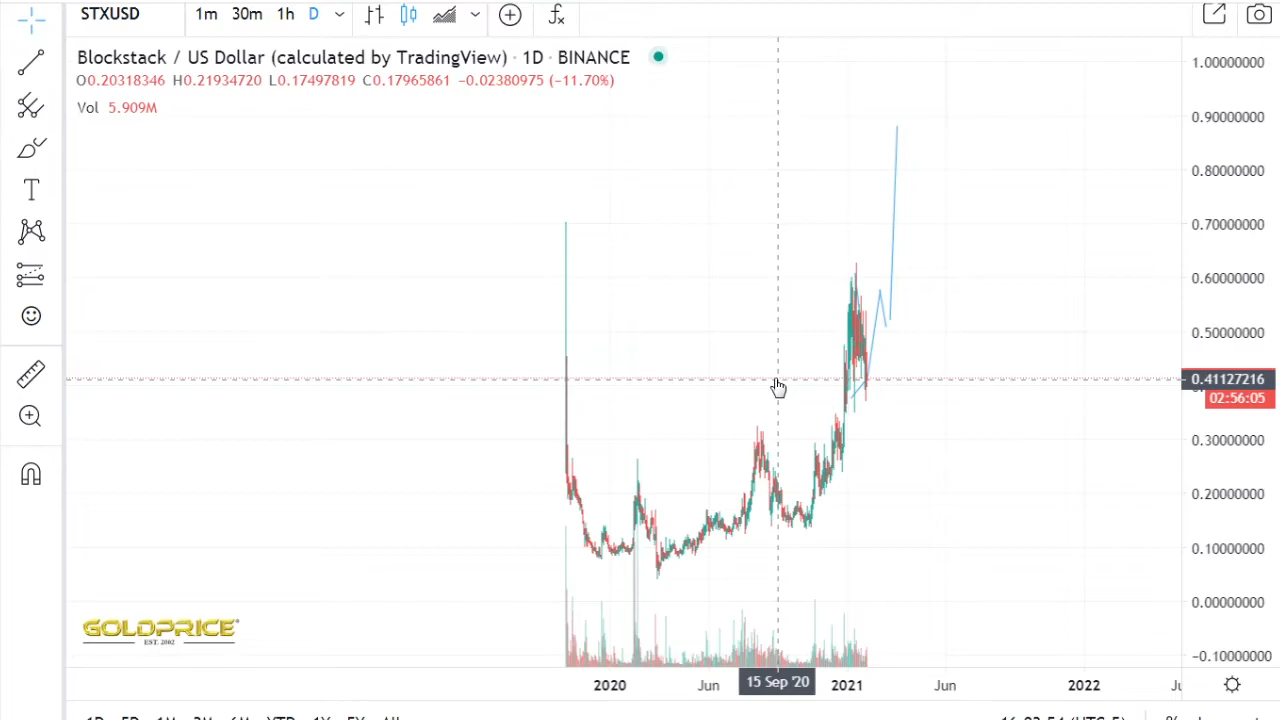 STXUSD 1m 30m 1h D
Blockstack / US Dollar (calculated by TradingView) · 1D · BINANCE
O0.20318346 H0.21934720 L0.17497819 C0.17965861 −0.02380975 (−11.70%)
Vol 5.909M
1.00000000
0.90000000
0.80000000
0.70000000
0.60000000
0.50000000
0.41127216
02:56:05
0.30000000
0.20000000
0.10000000
0.00000000
−0.10000000
GOLDPRICE
EST. 2002
2020 Jun 15 Sep '20 2021 Jun 2022